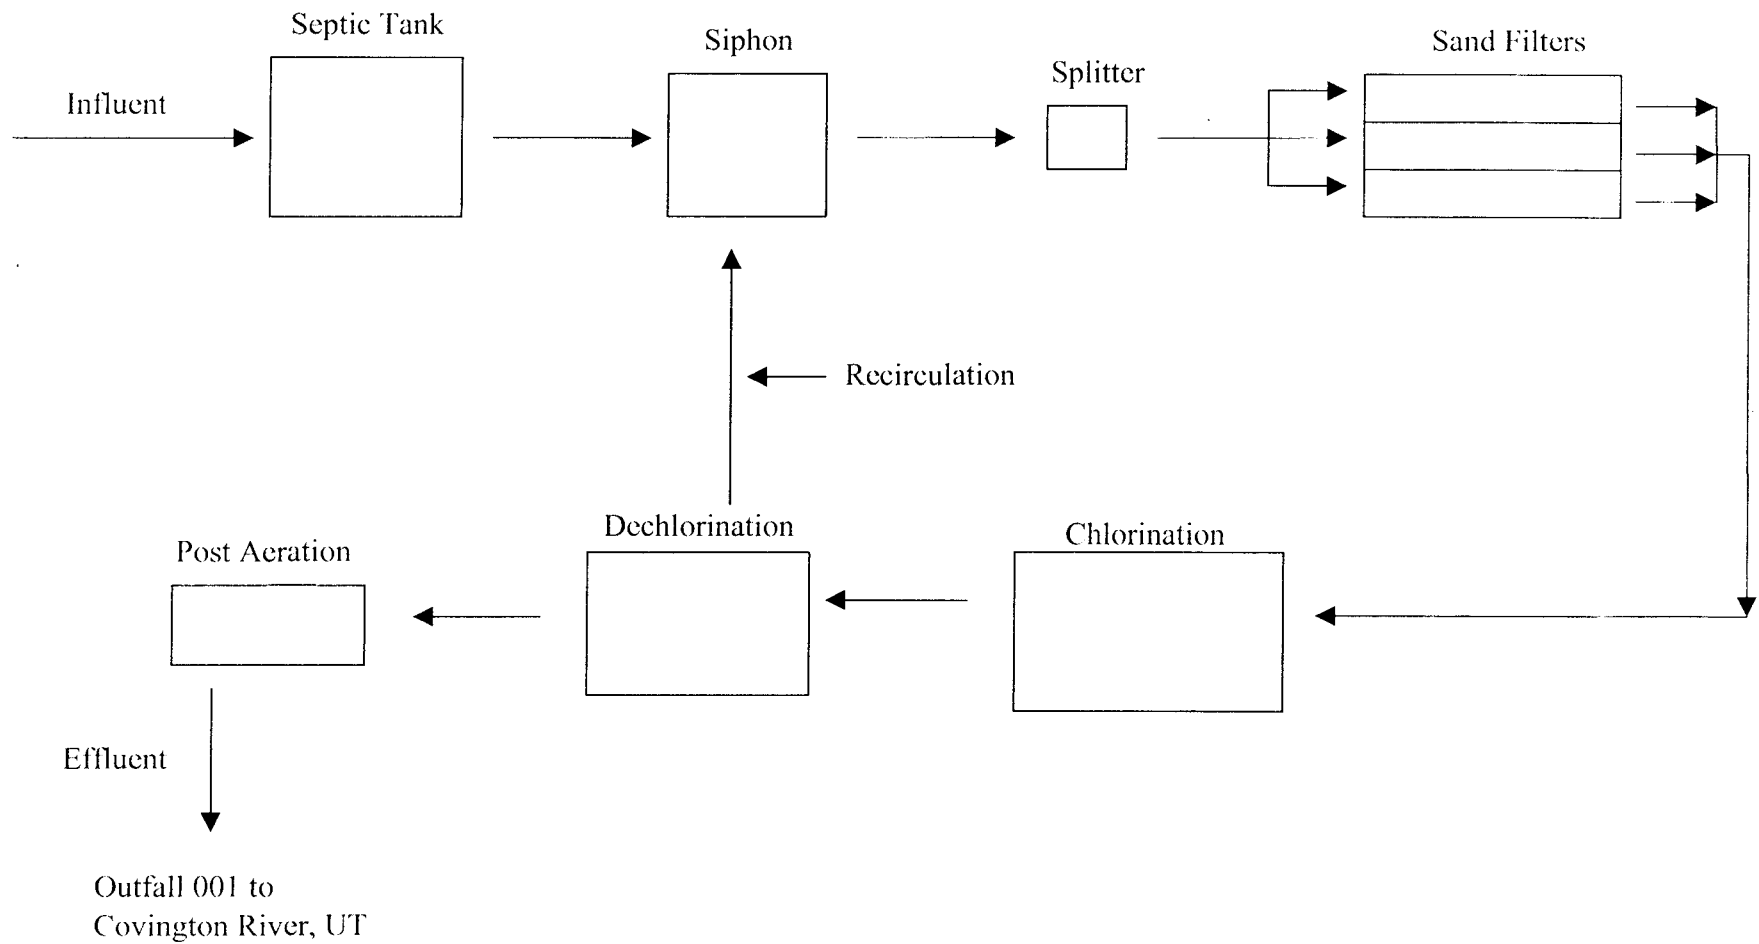 Septic Tank
Siphon
Sand Filters
Splitter
Influent
Recirculation
Dechlorination
Chlorination
Post Aeration
Effluent
Outfall 001 to
Covington River, UT